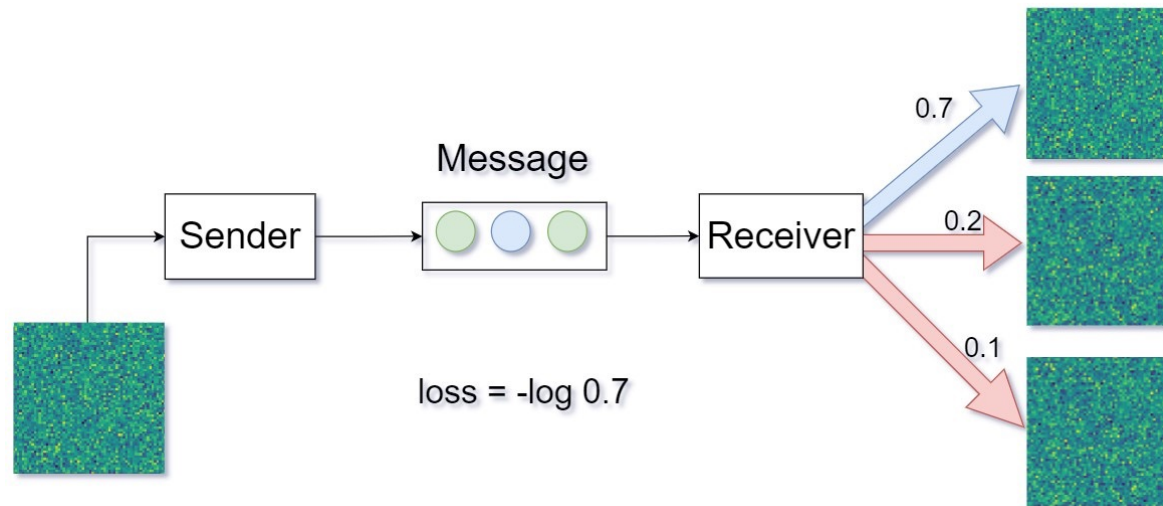 Message
Sender
Receiver
0.7
0.2
0.1
loss = -log 0.7